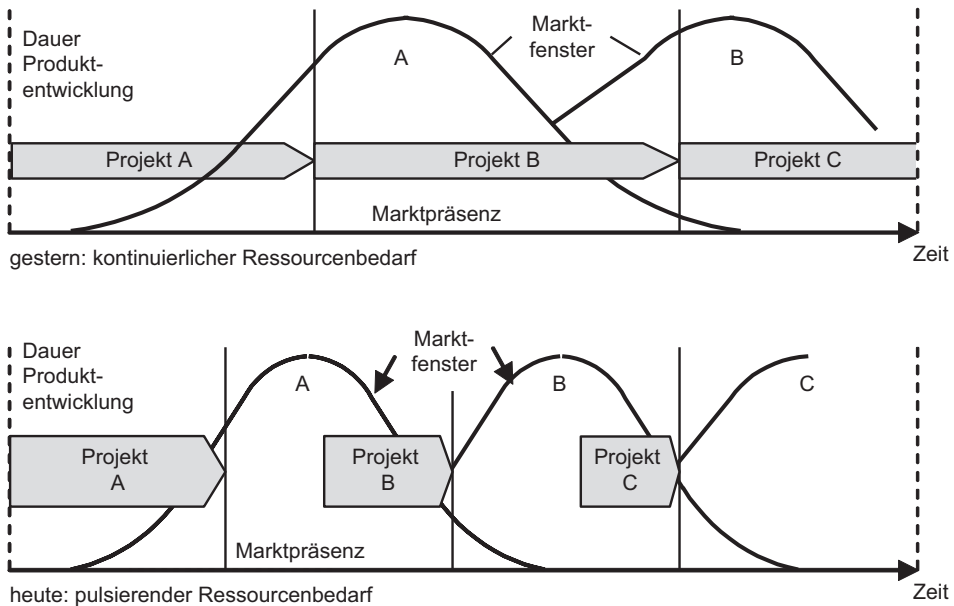 Dauer
Produkt-
entwicklung
Markt-
fenster
A
B
Projekt A
Projekt B
Projekt C
Marktpräsenz
Zeit
gestern: kontinuierlicher Ressourcenbedarf
Dauer
Produkt-
entwicklung
Markt-
fenster
A
B
C
Projekt
A
Projekt
B
Projekt
C
Marktpräsenz
Zeit
heute: pulsierender Ressourcenbedarf